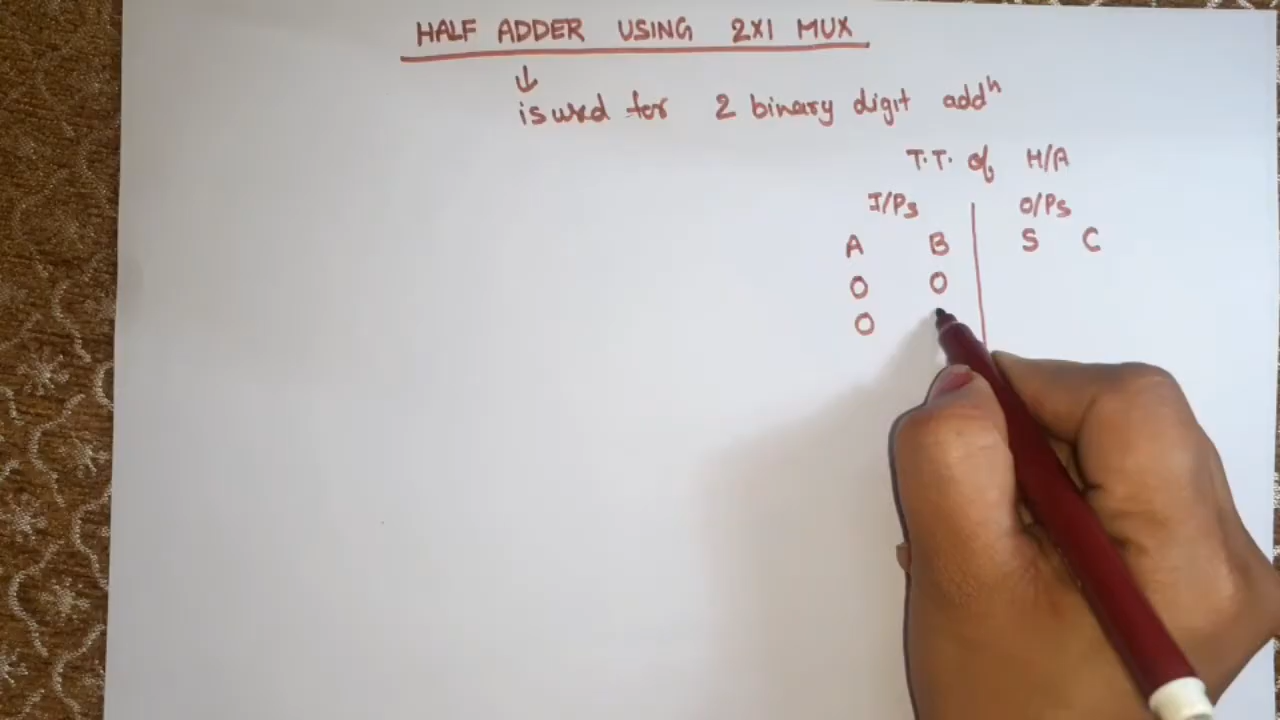 HALF ADDER USING 2X1 MUX
↓
is used for 2 binary digit addⁿ
T.T. of H/A
I/Ps O/Ps
A B S C
0 0
0